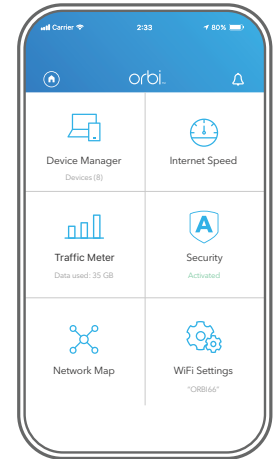 Carrier 2:33 80%
orbi
Device Manager Internet Speed
Devices (8)
Traffic Meter Security
Data used: 35 GB Activated
Network Map WiFi Settings
"ORBI66"